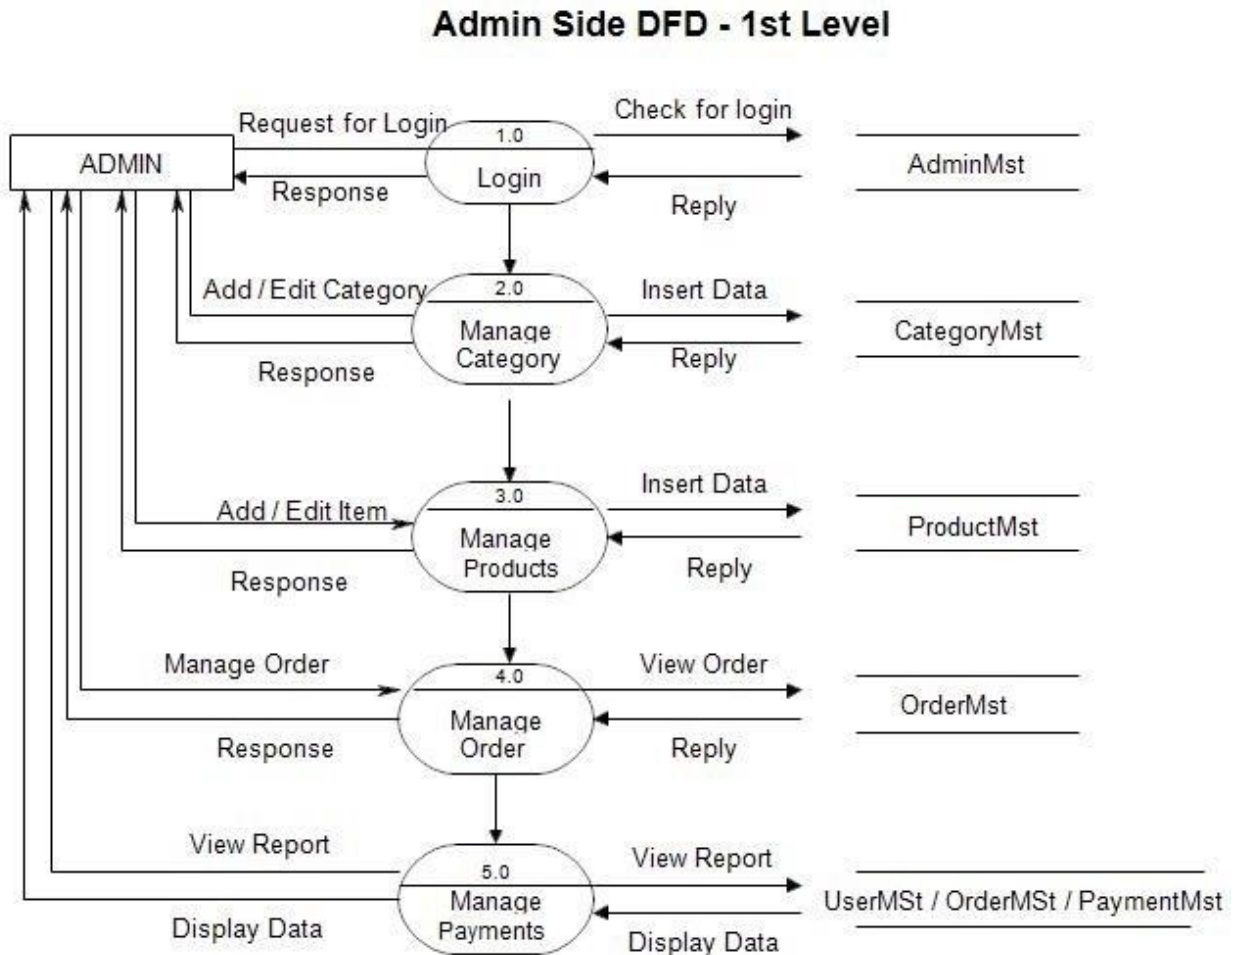 Admin Side DFD - 1st Level
Request for Login
1.0
Check for login
ADMIN
Login
AdminMst
Response
Reply
Add / Edit Category
2.0
Insert Data
Manage
Category
CategoryMst
Response
Reply
Add / Edit Item
3.0
Insert Data
Manage
Products
ProductMst
Response
Reply
Manage Order
4.0
View Order
Manage
Order
OrderMst
Response
Reply
View Report
5.0
View Report
Manage
Payments
UserMSt / OrderMSt / PaymentMst
Display Data
Display Data